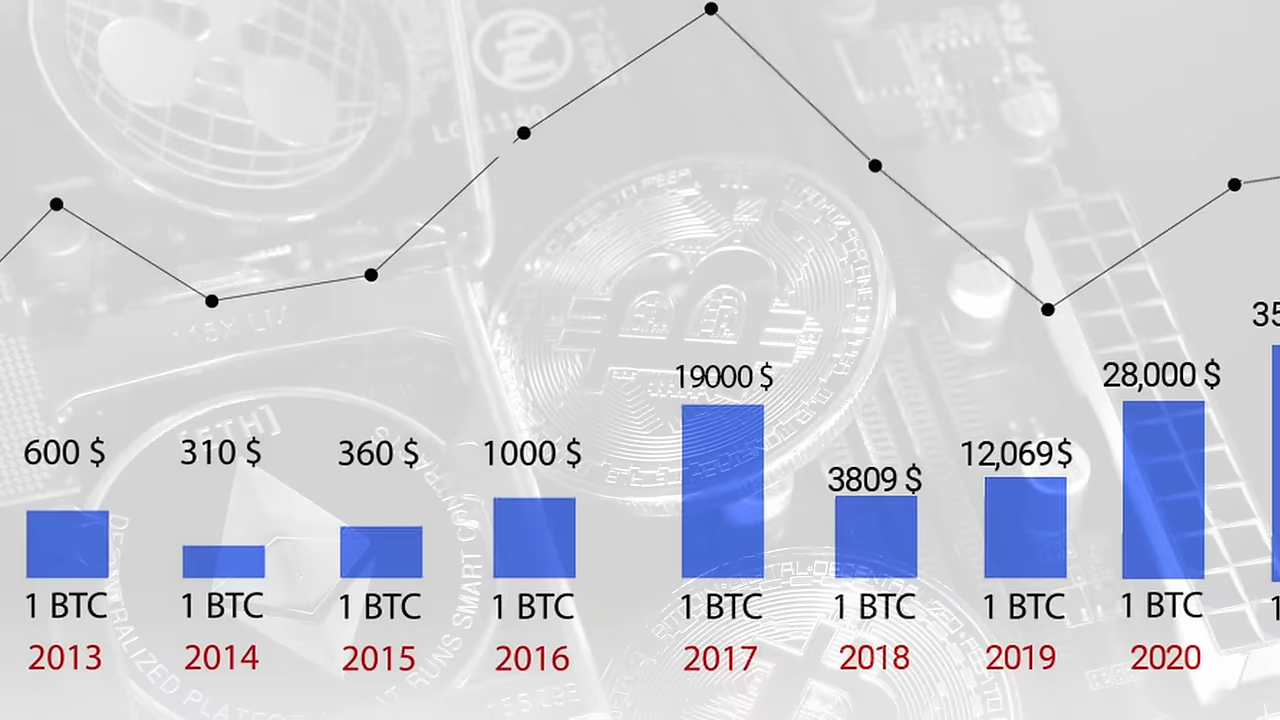 19000 $
28,000 $
600 $ 310 $ 360 $ 1000 $ 3809 $ 12,069$
1 BTC 1 BTC 1 BTC 1 BTC 1 BTC 1 BTC 1 BTC 1 BTC
2013 2014 2015 2016 2017 2018 2019 2020